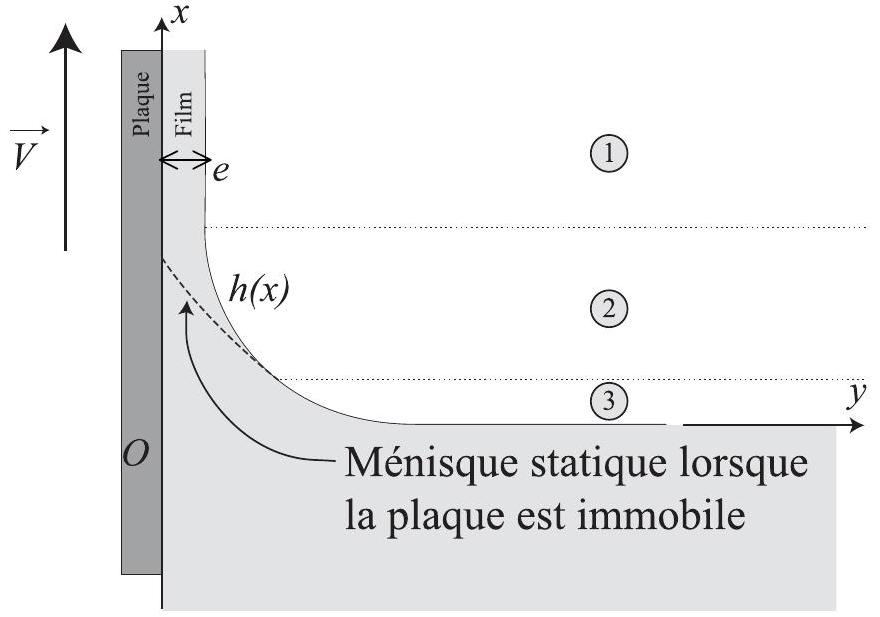 x
Plaque
Film
V
e
1
h(x)
2
3
y
O
Ménisque statique lorsque
la plaque est immobile